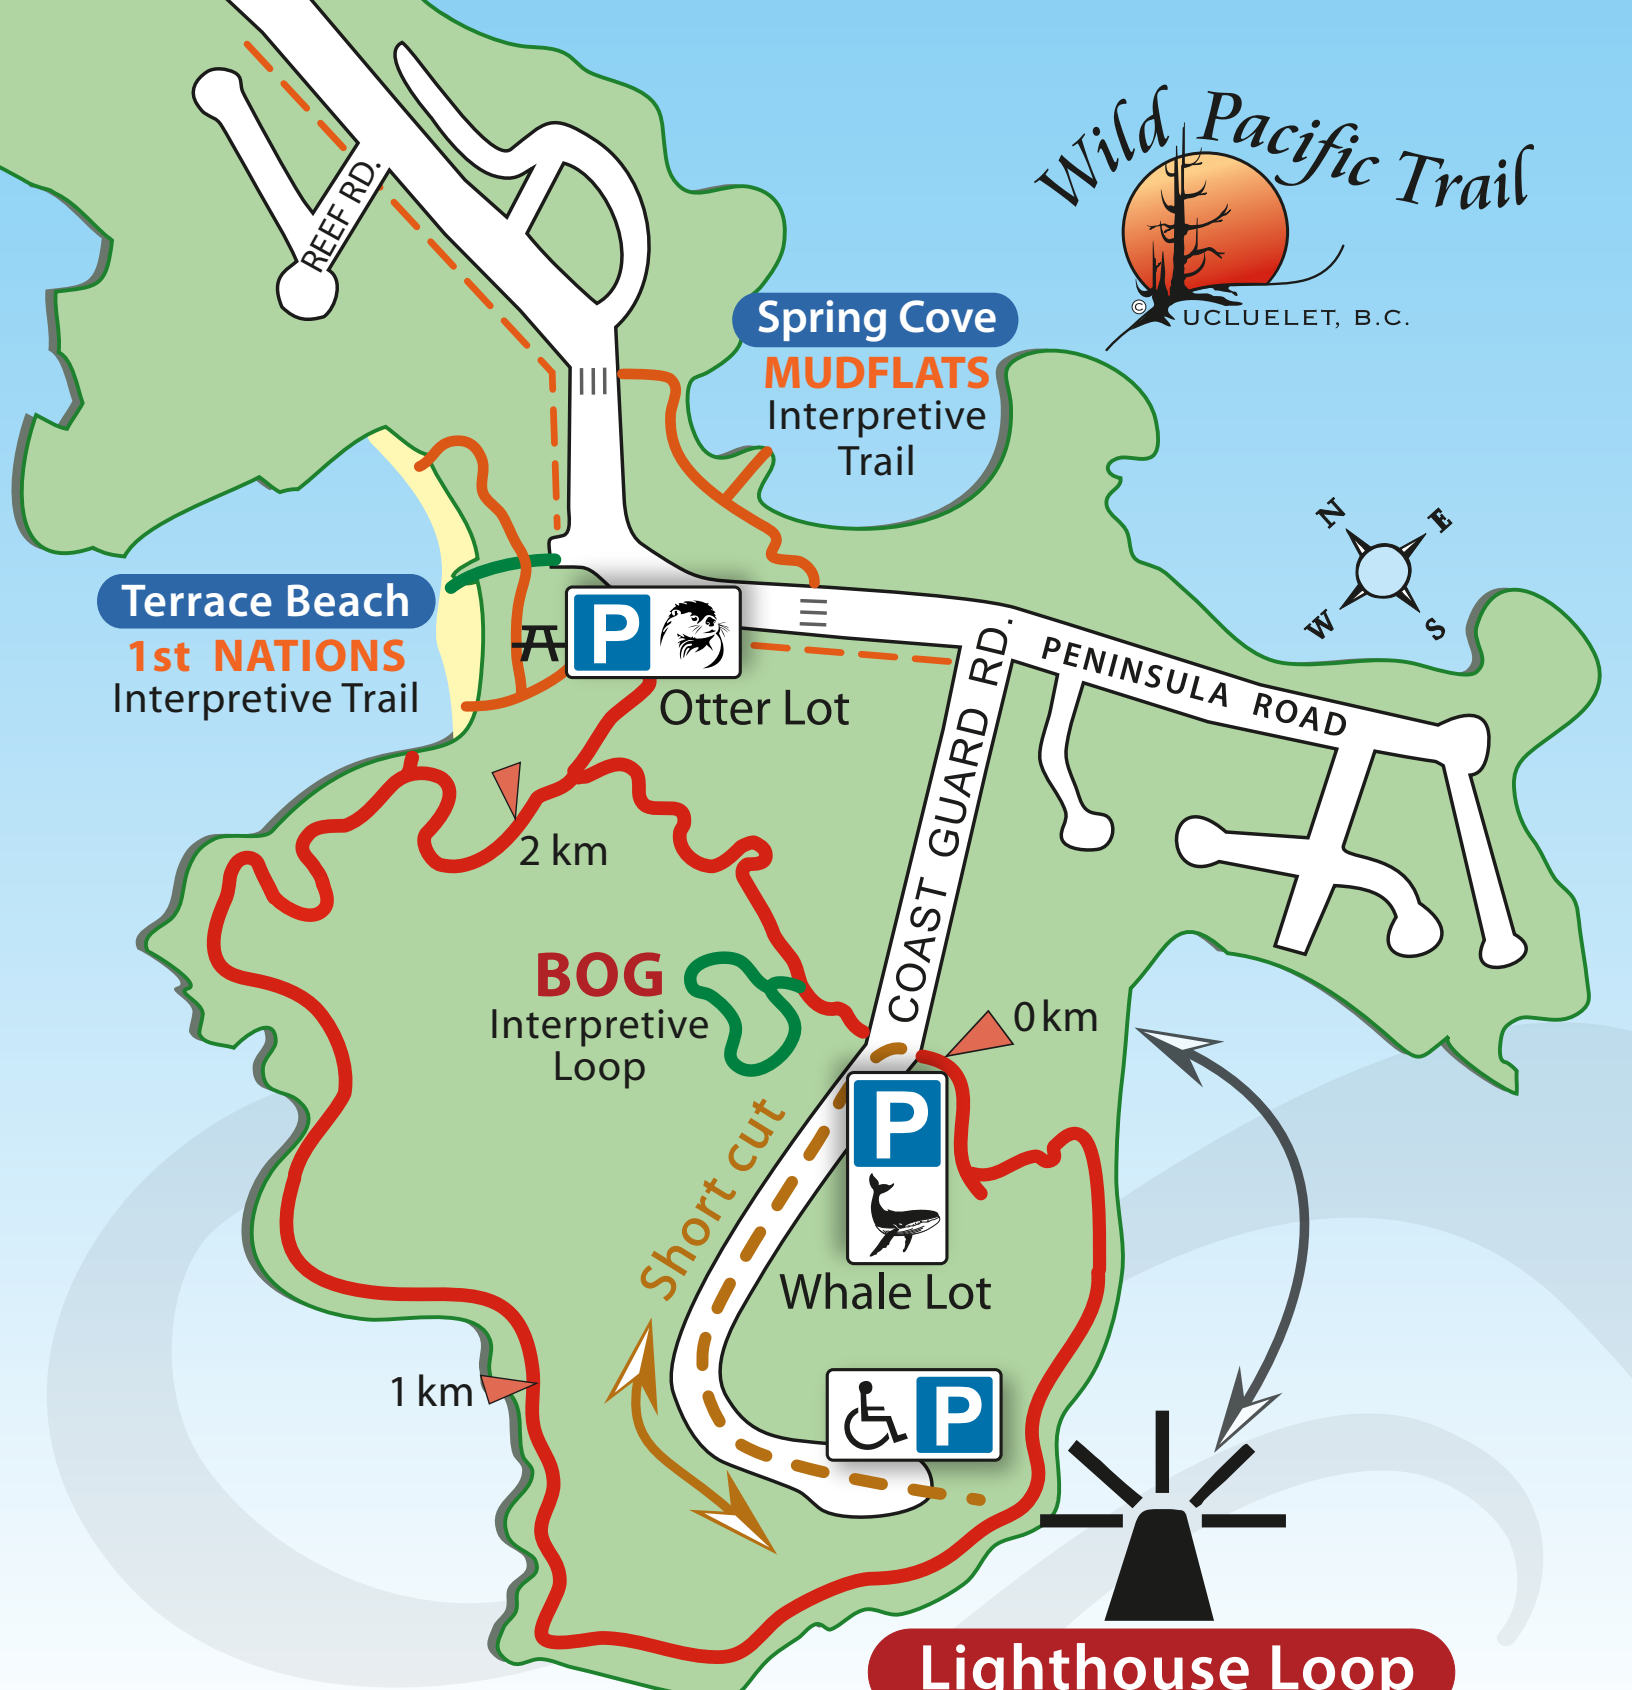 Wild Pacific Trail
©
UCLUELET, B.C.
REEF RD.
Spring Cove
MUDFLATS
Interpretive
Trail
N
E
W
S
Terrace Beach
1st NATIONS
Interpretive Trail
P
Otter Lot
PENINSULA ROAD
COAST GUARD RD.
2 km
BOG
Interpretive
Loop
0 km
P
Short cut
Whale Lot
1 km
P
Lighthouse Loop